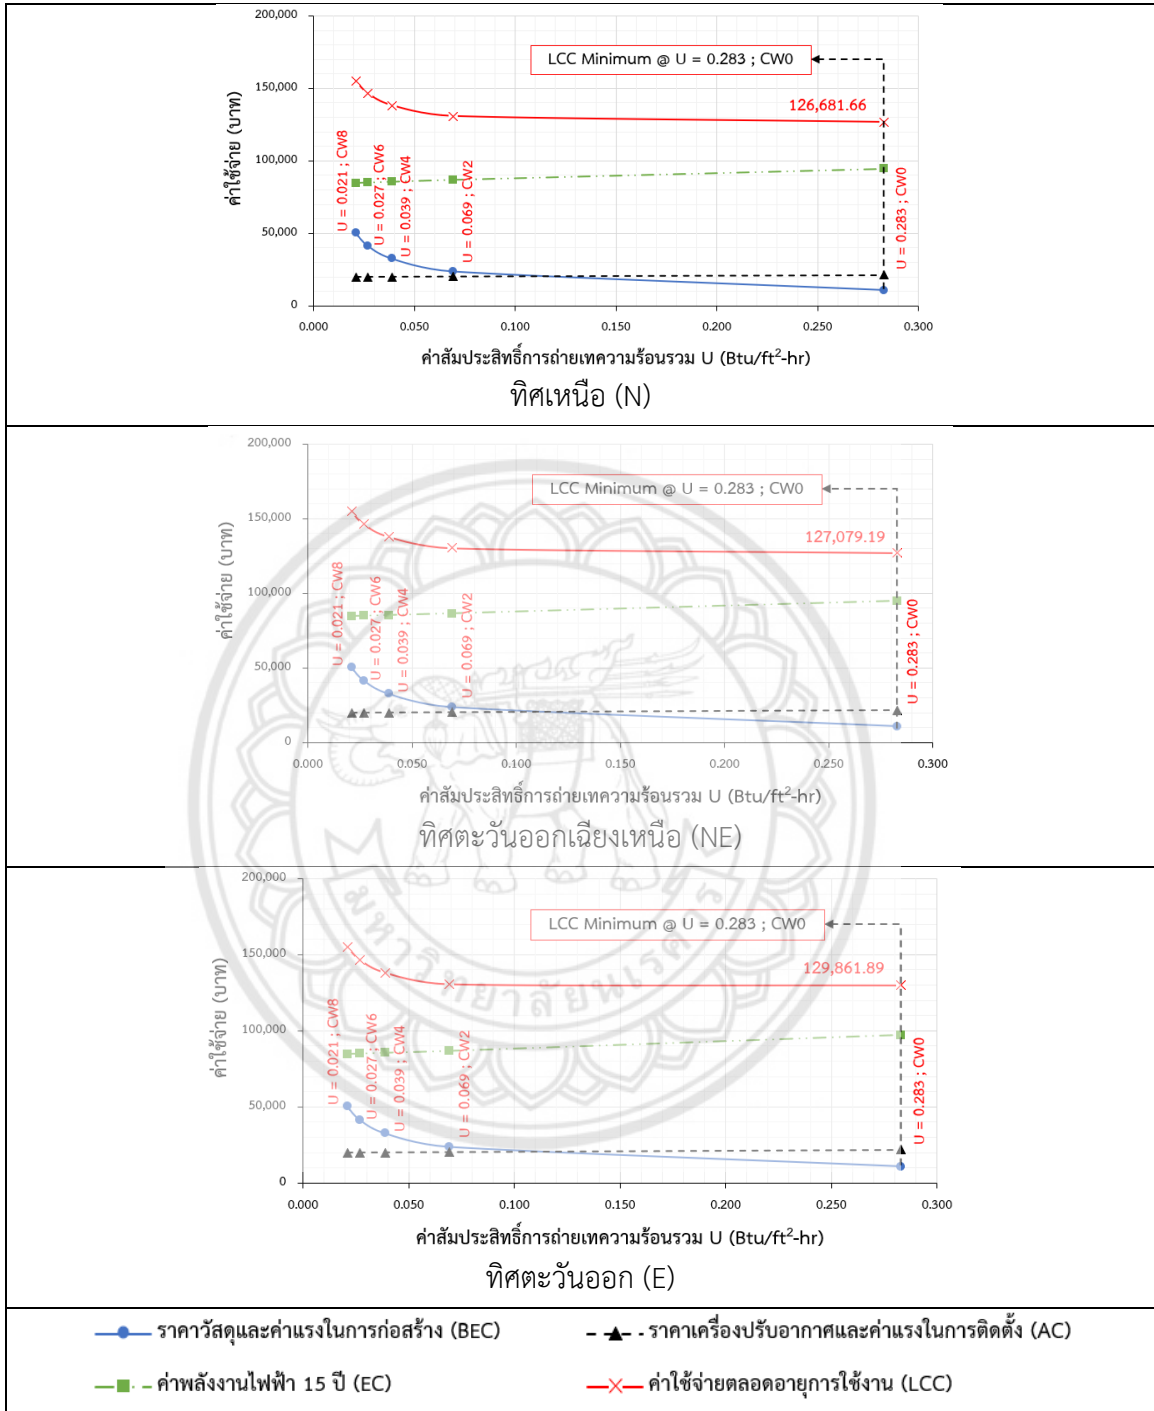 200,000
LCC Minimum @ U = 0.283 ; CW0
150,000
126,681.66
100,000
50,000
0
ค่าใช้จ่าย (บาท)
U = 0.021 ; CW8
U = 0.027 ; CW6
U = 0.039 ; CW4
U = 0.069 ; CW2
U = 0.283 ; CW0
0.000 0.050 0.100 0.150 0.200 0.250 0.300
ค่าสัมประสิทธิ์การถ่ายเทความร้อนรวม U (Btu/ft²-hr)
ทิศเหนือ (N)
200,000
LCC Minimum @ U = 0.283 ; CW0
150,000
127,079.19
100,000
50,000
0
ค่าใช้จ่าย (บาท)
U = 0.021 ; CW8
U = 0.027 ; CW6
U = 0.039 ; CW4
U = 0.069 ; CW2
U = 0.283 ; CW0
0.000 0.050 0.100 0.150 0.200 0.250 0.300
ค่าสัมประสิทธิ์การถ่ายเทความร้อนรวม U (Btu/ft²-hr)
ทิศตะวันออกเฉียงเหนือ (NE)
200,000
LCC Minimum @ U = 0.283 ; CW0
150,000
129,861.89
100,000
50,000
0
ค่าใช้จ่าย (บาท)
U = 0.021 ; CW8
U = 0.027 ; CW6
U = 0.039 ; CW4
U = 0.069 ; CW2
U = 0.283 ; CW0
มหาวิทยาลัยนเรศวร
0.000 0.050 0.100 0.150 0.200 0.250 0.300
ค่าสัมประสิทธิ์การถ่ายเทความร้อนรวม U (Btu/ft²-hr)
ทิศตะวันออก (E)
ราคาวัสดุและค่าแรงในการก่อสร้าง (BEC) ราคาเครื่องปรับอากาศและค่าแรงในการติดตั้ง (AC)
ค่าพลังงานไฟฟ้า 15 ปี (EC) ค่าใช้จ่ายตลอดอายุการใช้งาน (LCC)